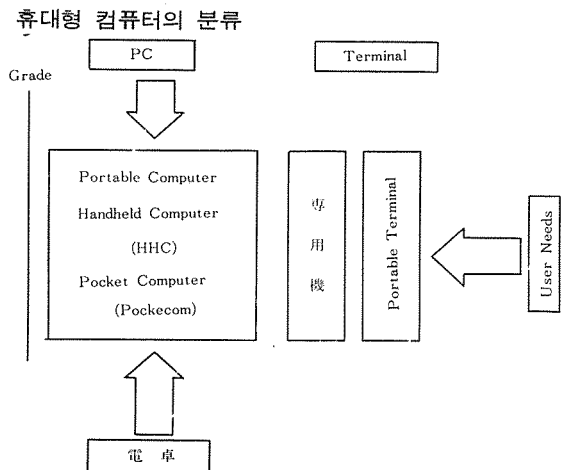 휴대형 컴퓨터의 분류
PC
Terminal
Grade
Portable Computer
Handheld Computer
(HHC)
Pocket Computer
(Pockecom)
専用機
Portable Terminal
User Needs
電卓